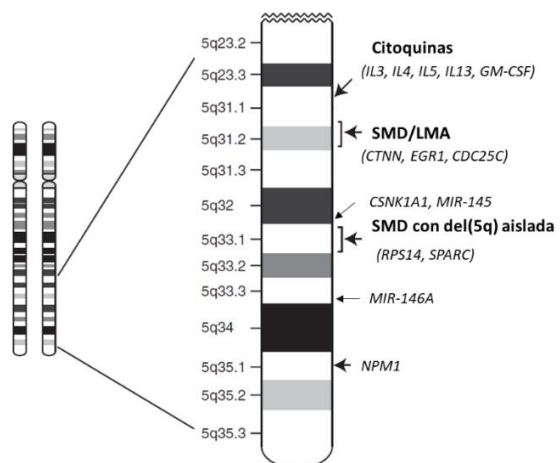 5q23.2
Citoquinas
5q23.3
(IL3, IL4, IL5, IL13, GM-CSF)
5q31.1
5q31.2
SMD/LMA
(CTNN, EGR1, CDC25C)
5q31.3
5q32
CSNK1A1, MIR-145
SMD con del(5q) aislada
5q33.1
(RPS14, SPARC)
5q33.2
5q33.3
MIR-146A
5q34
5q35.1
NPM1
5q35.2
5q35.3